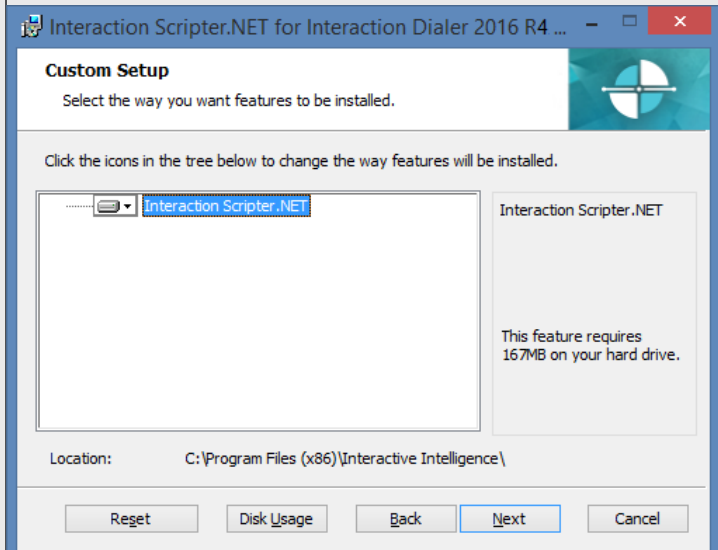 Interaction Scripter.NET for Interaction Dialer 2016 R4 ...
Custom Setup
Select the way you want features to be installed.
Click the icons in the tree below to change the way features will be installed.
Interaction Scripter.NET
Interaction Scripter.NET
This feature requires
167MB on your hard drive.
Location: C:\Program Files (x86)\Interactive Intelligence\
Reset Disk Usage Back Next Cancel